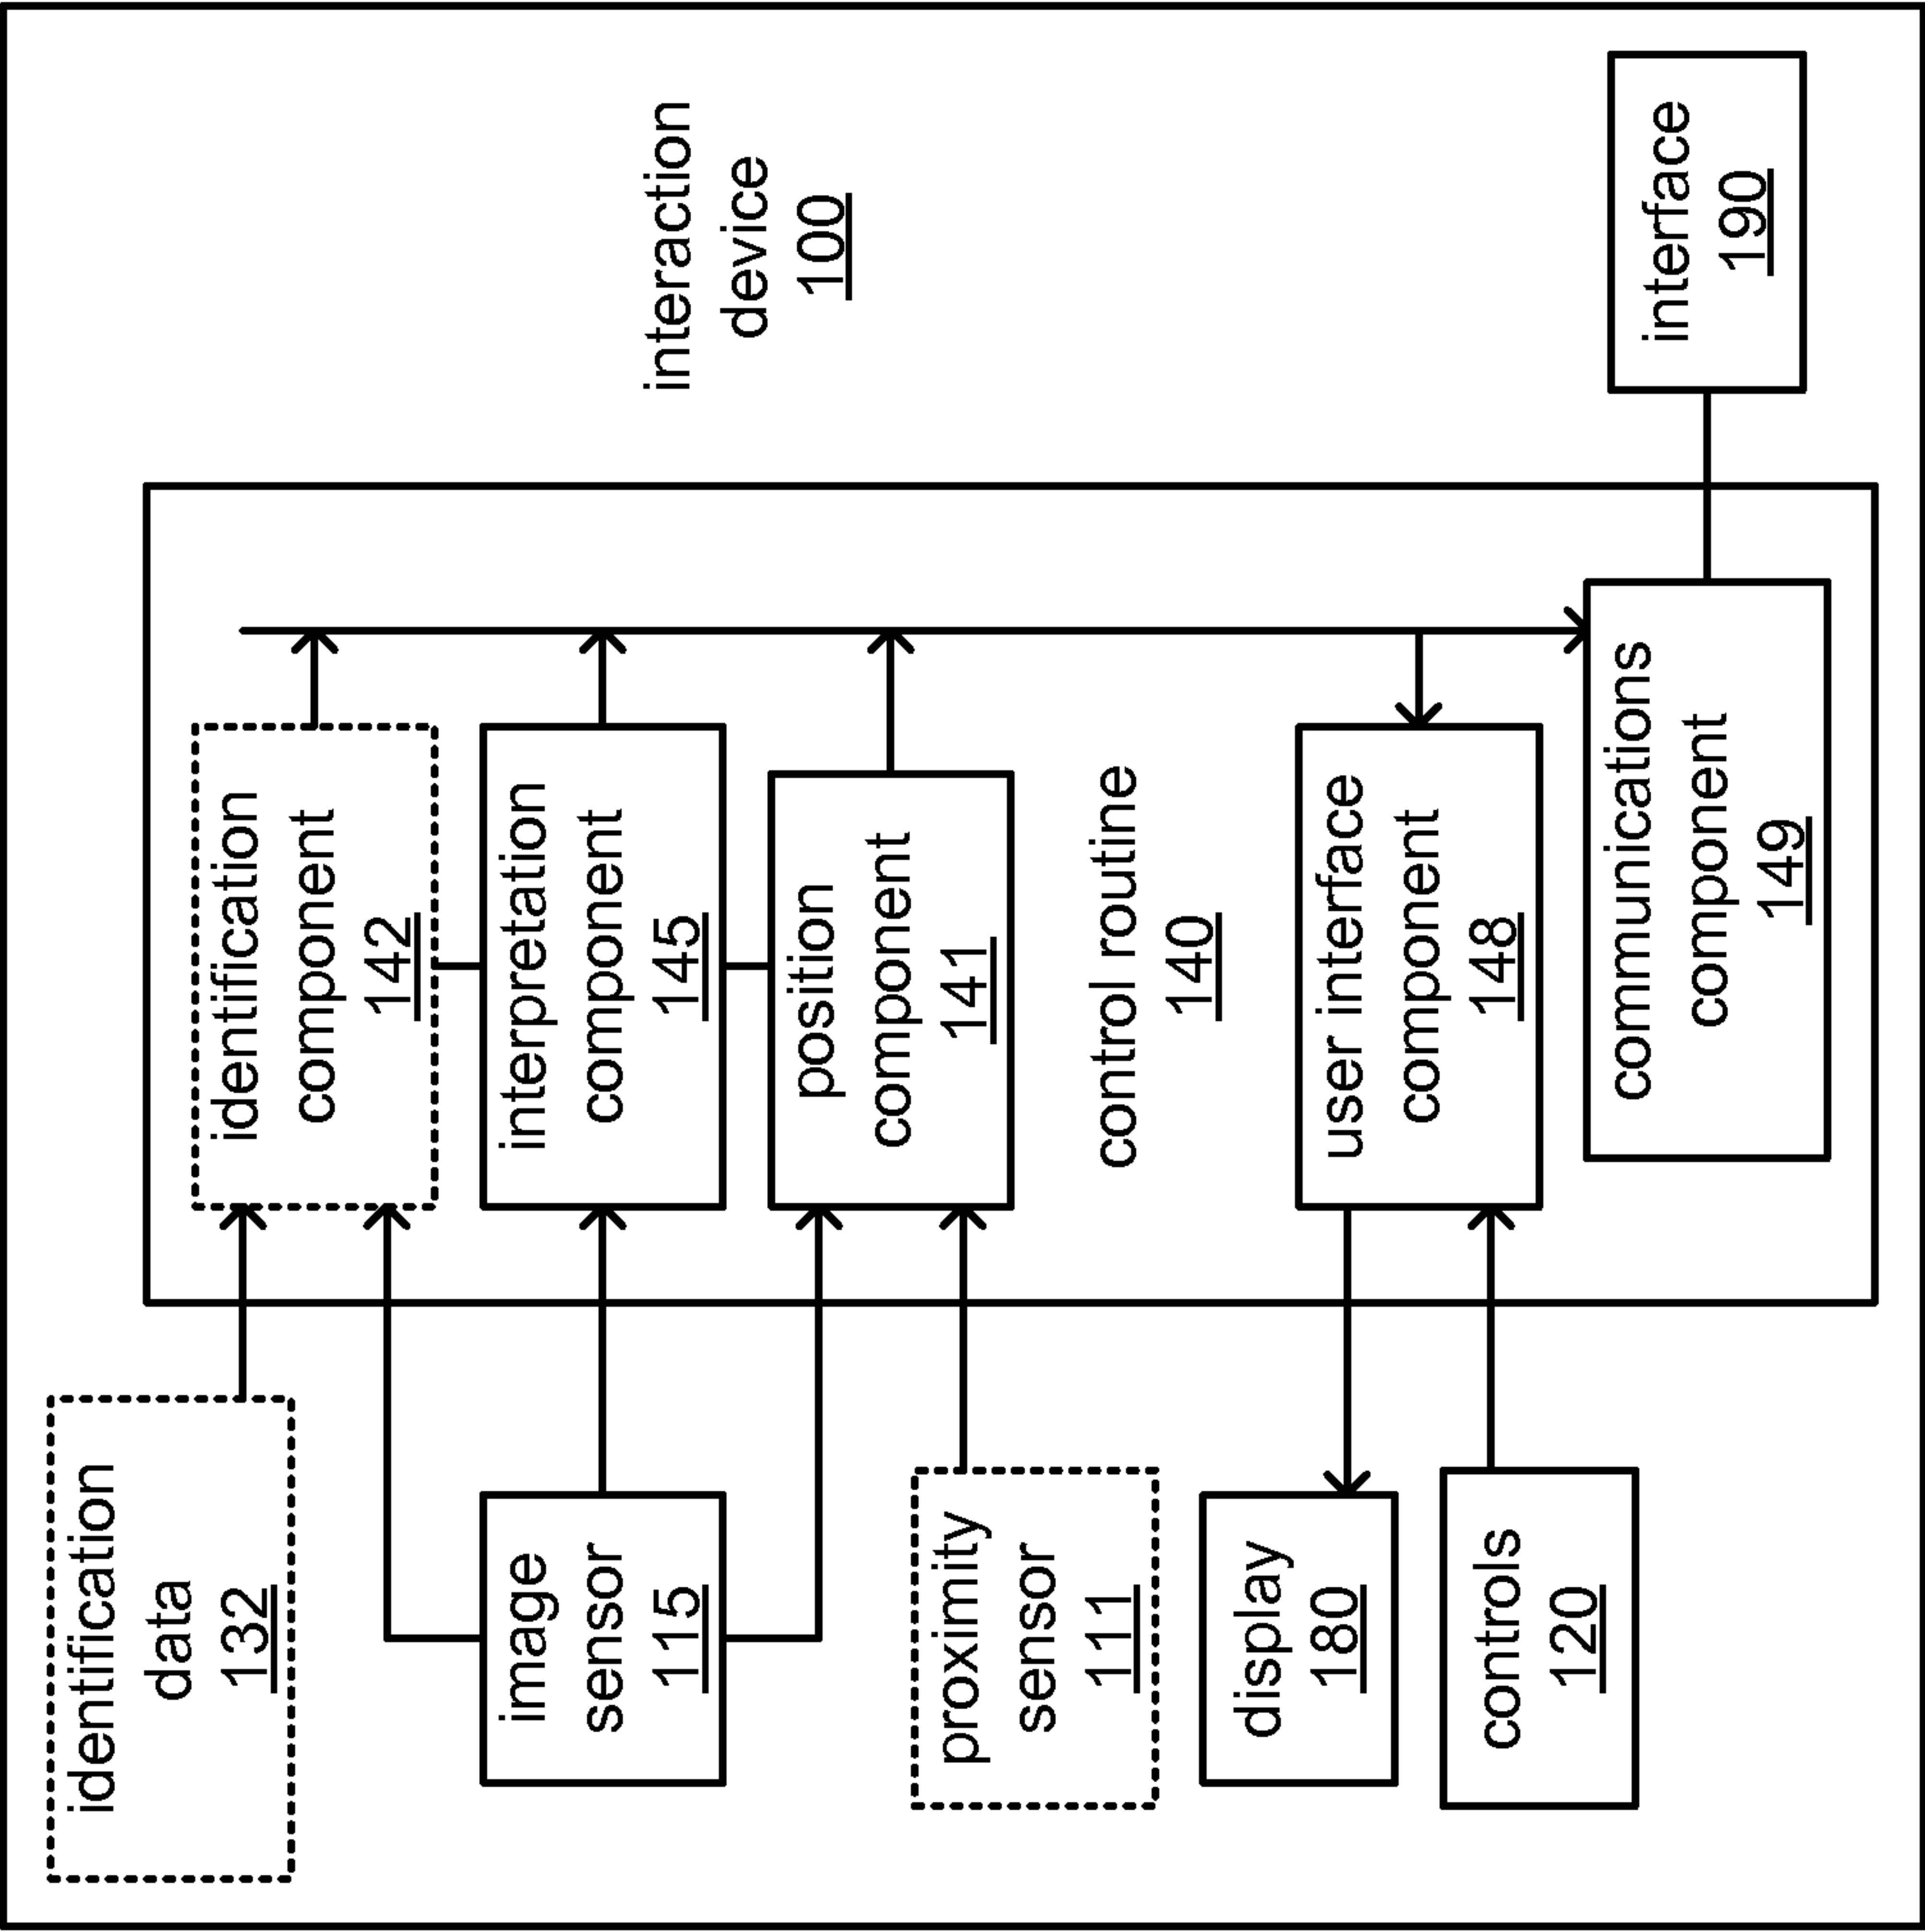 identification
data
132
image
sensor
115
proximity
sensor
111
display
180
controls
120
identification
component
142
interpretation
component
145
position
component
141
control routine
140
user interface
component
148
communications
component
149
interaction
device
100
interface
190